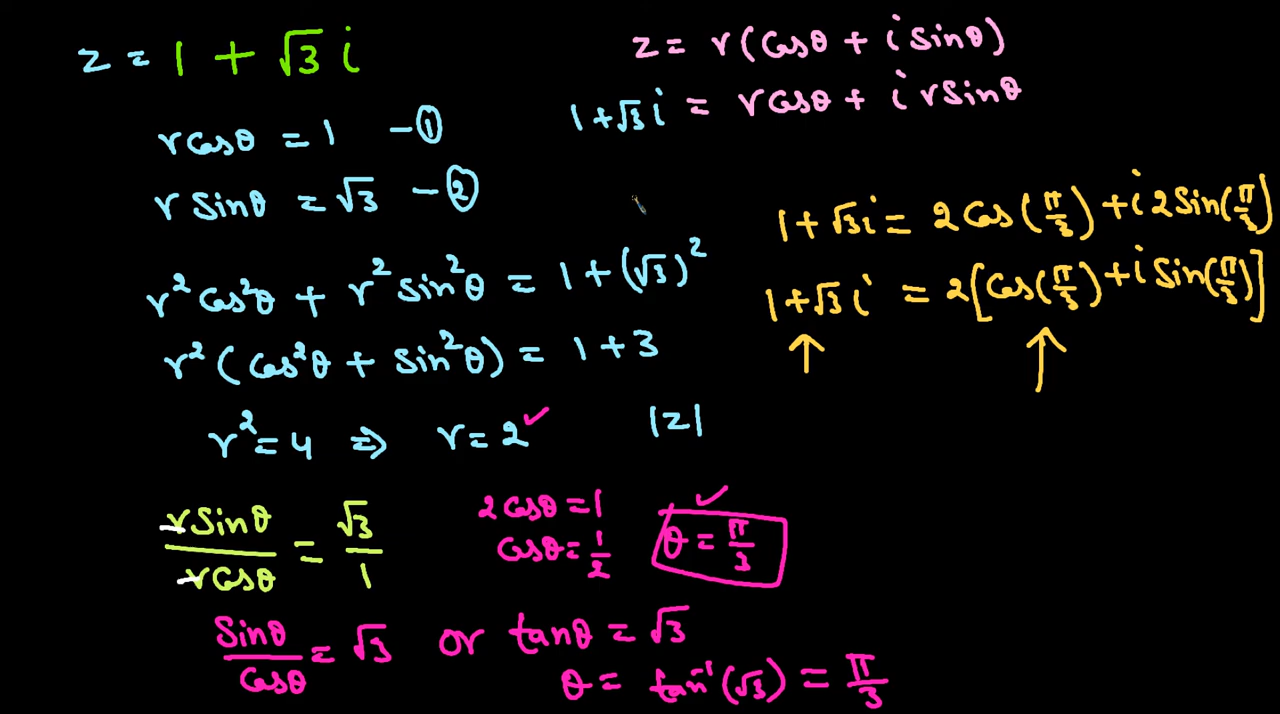 z = 1 + √3 i
rcosθ = 1 – ①
r sinθ = √3 – ②
r²cos²θ + r²sin²θ = 1 + (√3)²
r²(cos²θ + sin²θ) = 1 + 3
r² = 4 ⇒ r = 2 ✓ |z|
rsinθ/rcosθ = √3/1
2cosθ = 1
cosθ = 1/2
✓
θ = π/3
sinθ/cosθ = √3 or tanθ = √3
θ = tan⁻¹(√3) = π/3
z = r(cosθ + i sinθ)
1 + √3 i = rcosθ + i rsinθ
1 + √3 i = 2cos(π/3) + i 2sin(π/3)
1 + √3 i = 2[cos(π/3) + i sin(π/3)]
↑ ↑